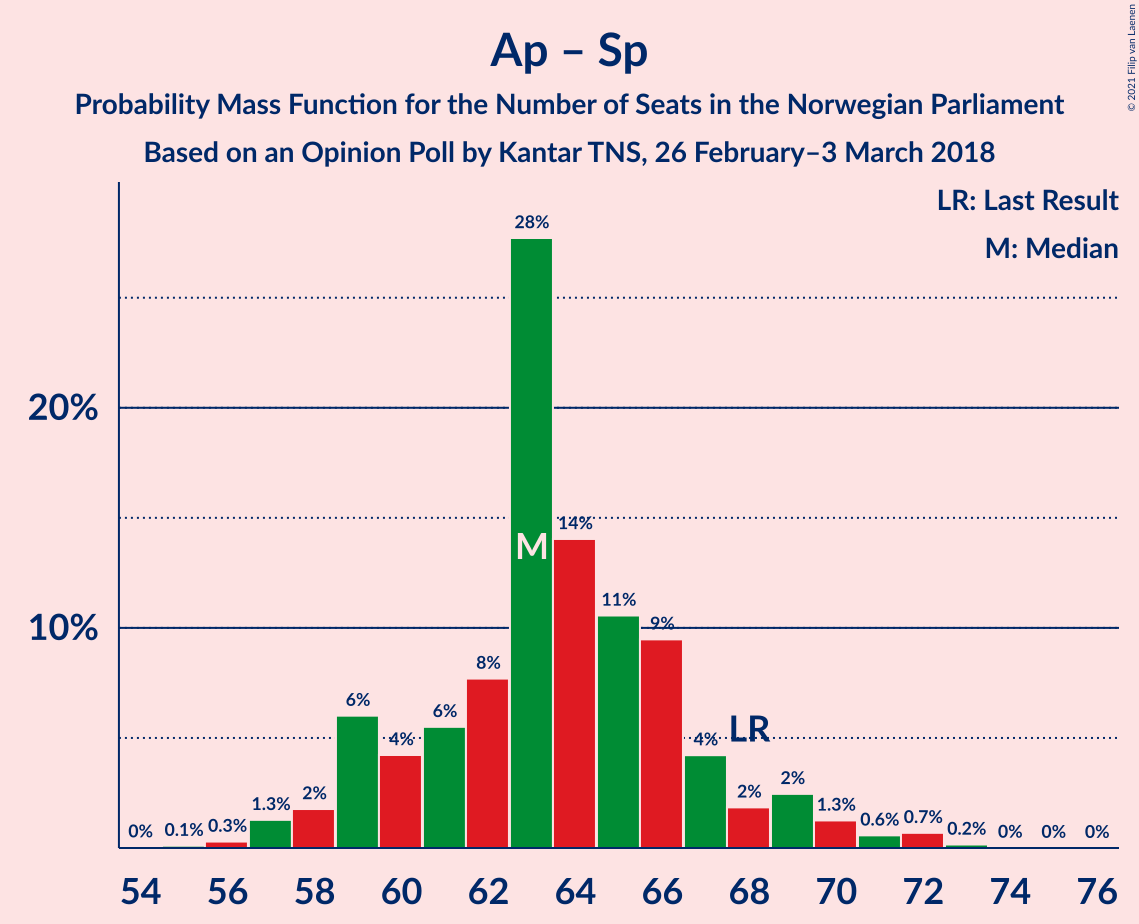 Ap – Sp
Probability Mass Function for the Number of Seats in the Norwegian Parliament
Based on an Opinion Poll by Kantar TNS, 26 February–3 March 2018
© 2021 Filip van Laenen
LR: Last Result
M: Median
20%
10%
0%
0.1%
0.3%
1.3%
2%
6%
4%
6%
8%
28%
M
14%
11%
9%
4%
LR
2%
2%
1.3%
0.6%
0.7%
0.2%
0%
0%
0%
54 56 58 60 62 64 66 68 70 72 74 76